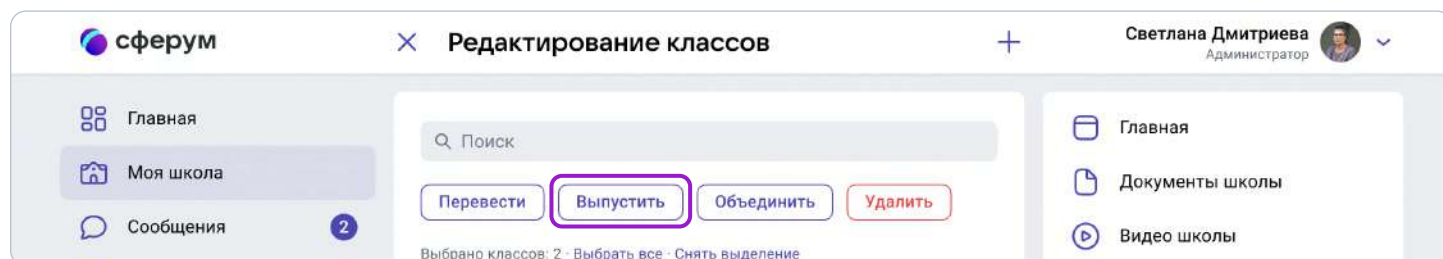 сферум
Редактирование классов
Светлана Дмитриева
Администратор
Главная
Моя школа
Сообщения
2
Поиск
Перевести
Выпустить
Объединить
Удалить
Выбрано классов: 2 · Выбрать все · Снять выделение
Главная
Документы школы
Видео школы